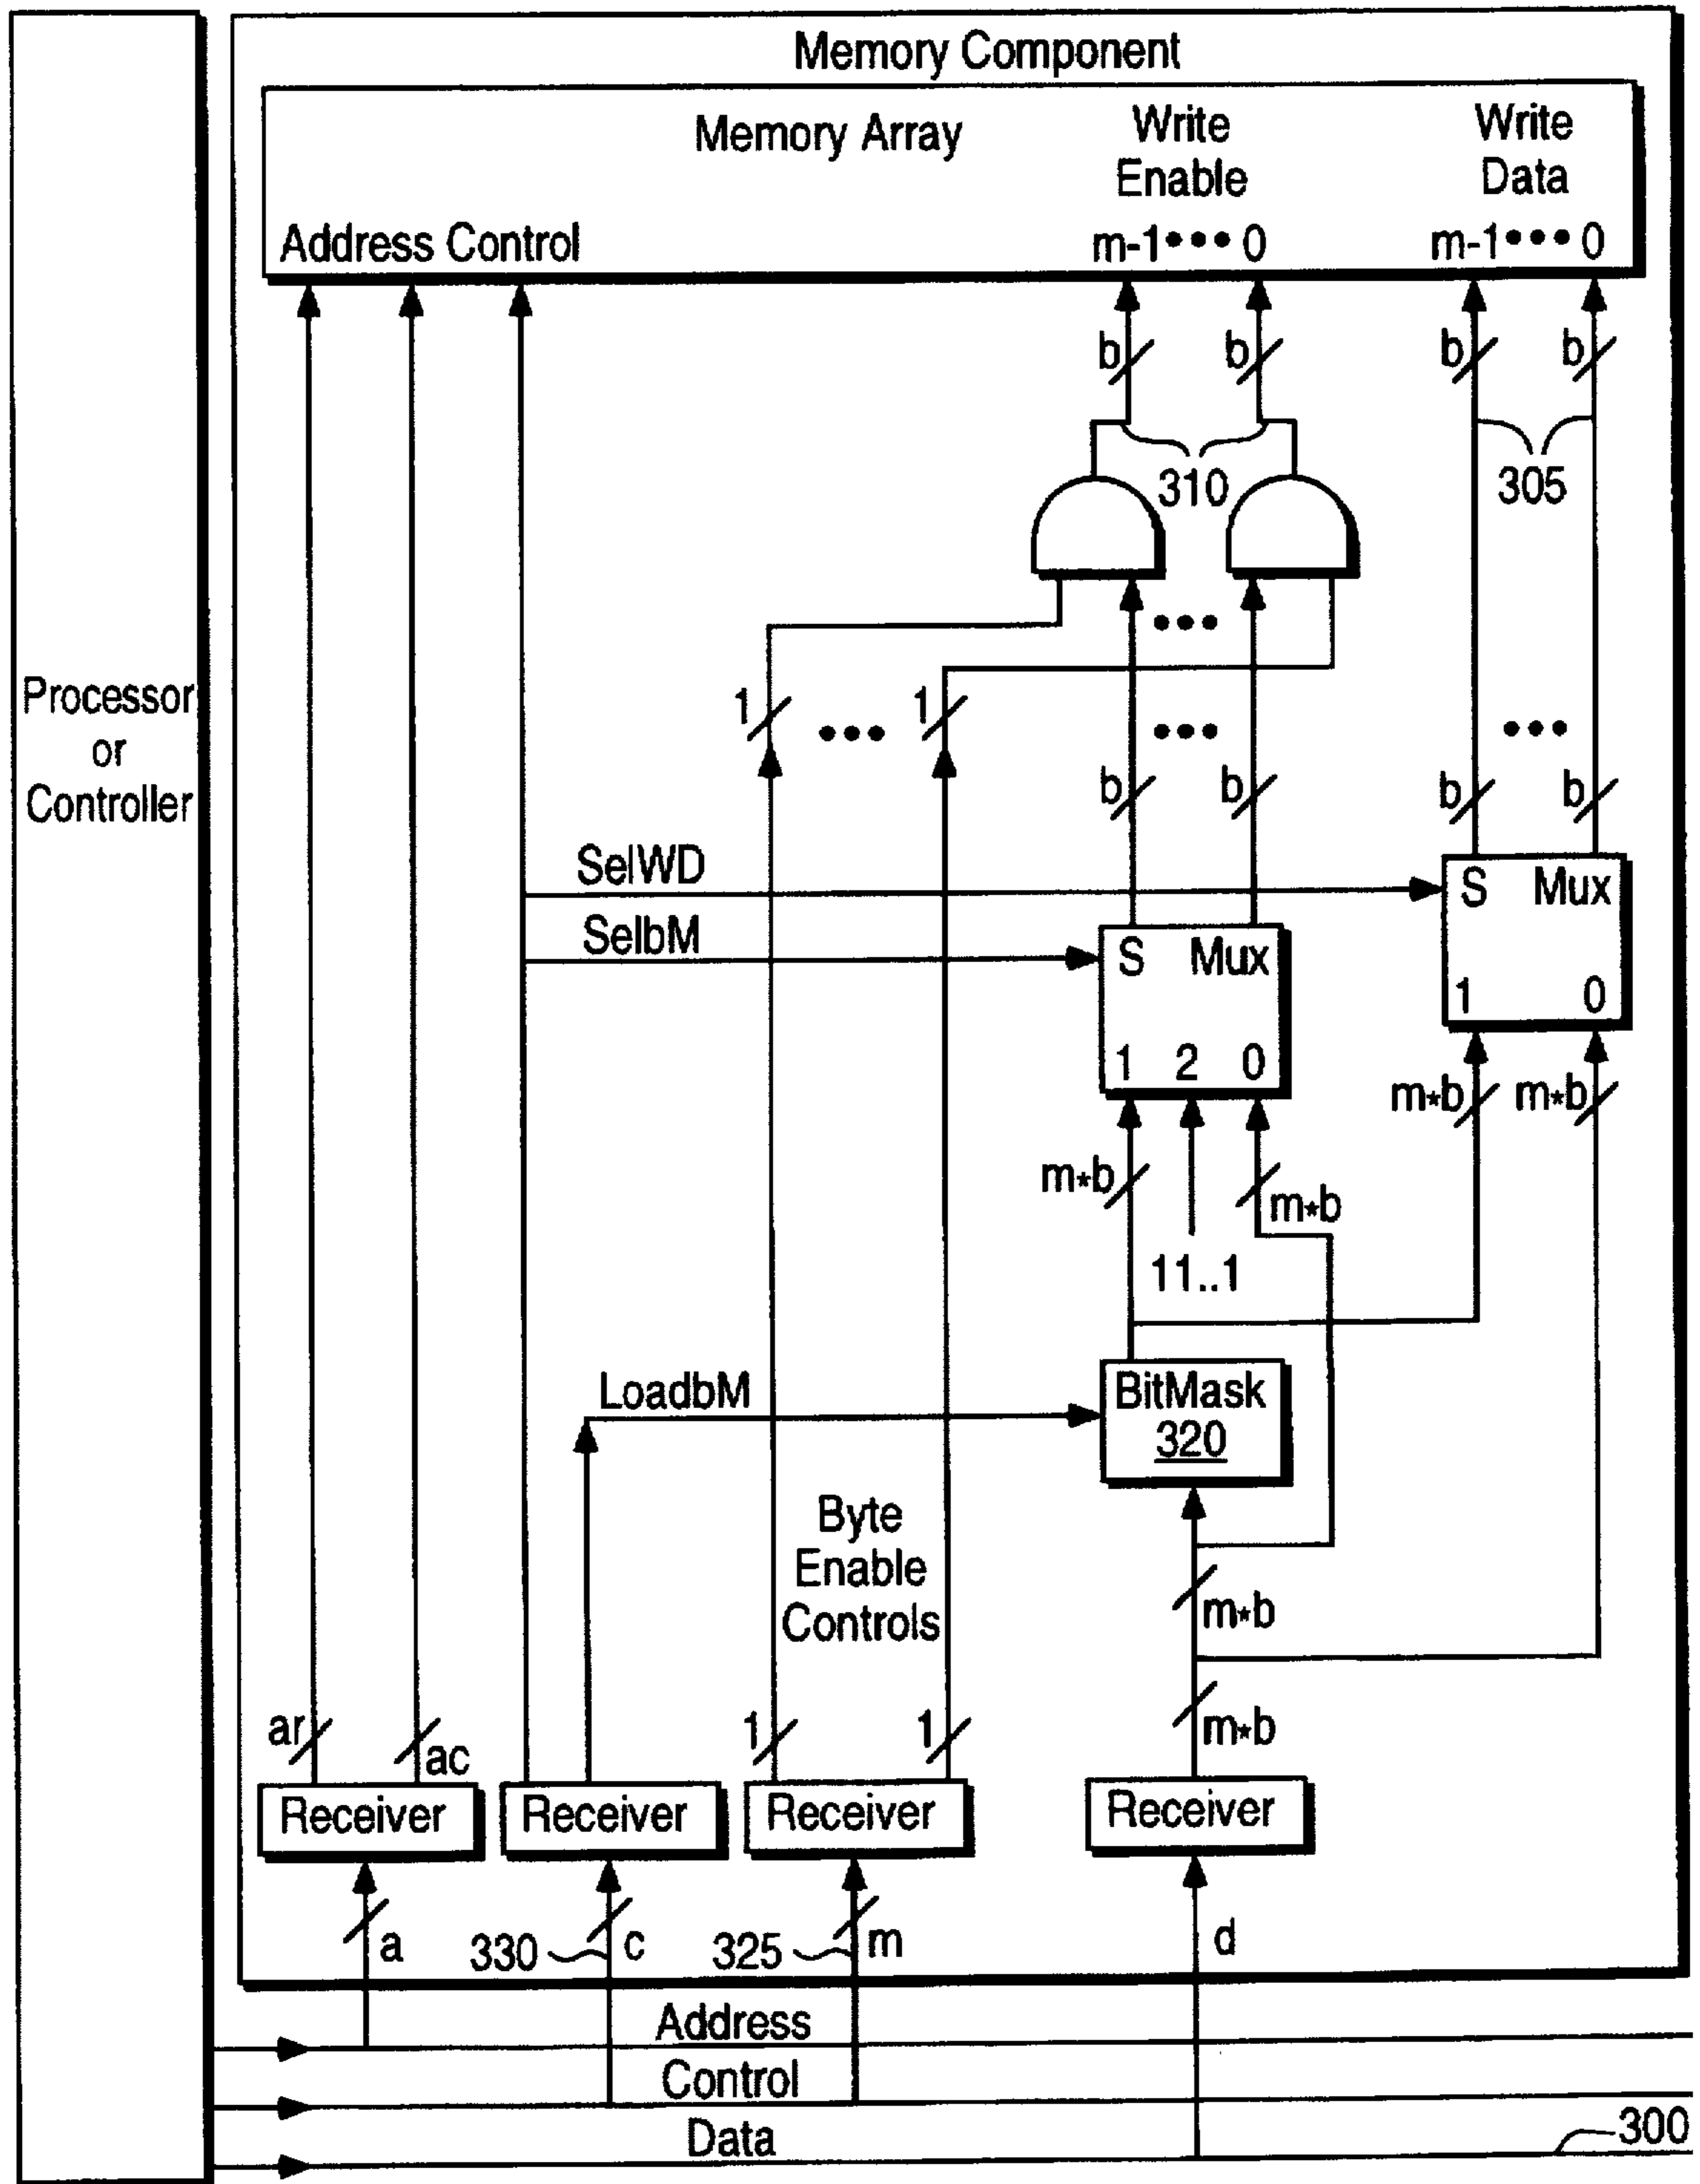 Memory Component
Memory Array
Write
Enable
Write
Data
Address Control
m-1••• 0
m-1••• 0
b
b
b
b
310
305
Processor
or
Controller
1
•••
1
•••
•••
•••
b
b
b
b
SelWD
S Mux
1 0
SelbM
S Mux
1 2 0
m*b
m*b
m*b
m*b
11..1
LoadbM
BitMask
320
Byte
Enable
Controls
m*b
m*b
ar
ac
1
1
Receiver
Receiver
Receiver
Receiver
a
330
c
325
m
d
Address
Control
Data
300